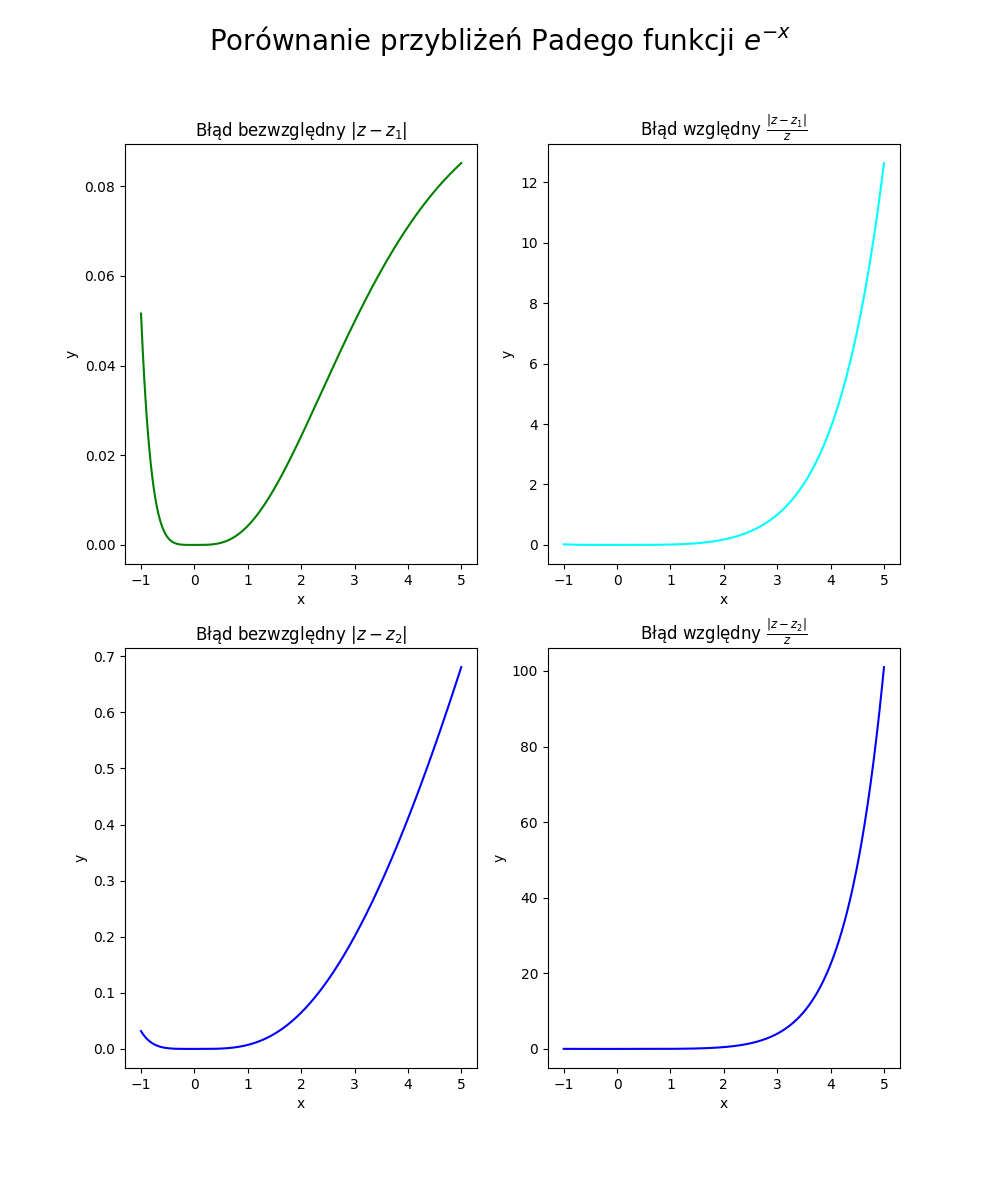 Porównanie przybliżeń Padego funkcji $e^{-x}$
Błąd bezwzględny $|z - z_1|$
0.08
0.06
0.04
0.02
0.00
y
−1 0 1 2 3 4 5
x
Błąd względny $\frac{|z - z_1|}{z}$
12
10
8
6
4
2
0
y
−1 0 1 2 3 4 5
x
Błąd bezwzględny $|z - z_2|$
0.7
0.6
0.5
0.4
0.3
0.2
0.1
0.0
y
−1 0 1 2 3 4 5
x
Błąd względny $\frac{|z - z_2|}{z}$
100
80
60
40
20
0
y
−1 0 1 2 3 4 5
x